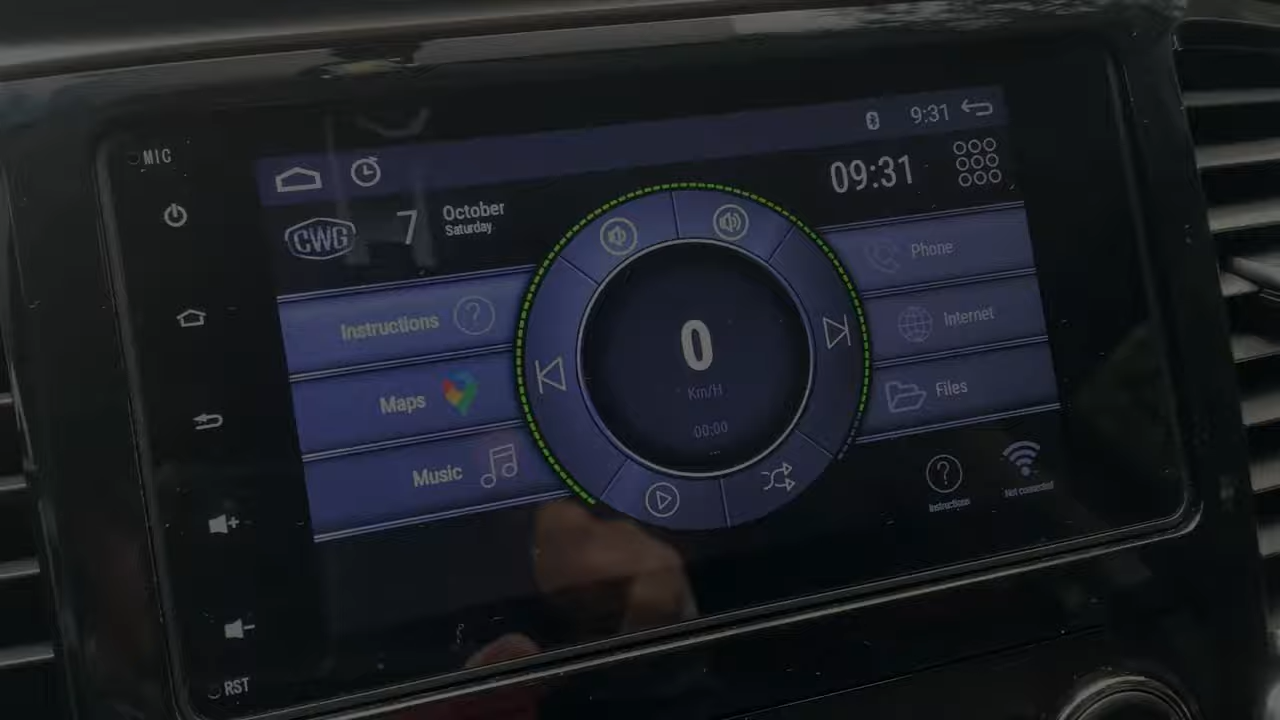 MIC
9:31
CWG
7
October
Saturday
09:31
Instructions
Maps
Music
0
Km/H
00:00
--
Phone
Internet
Files
Instructions
Not connected
RST